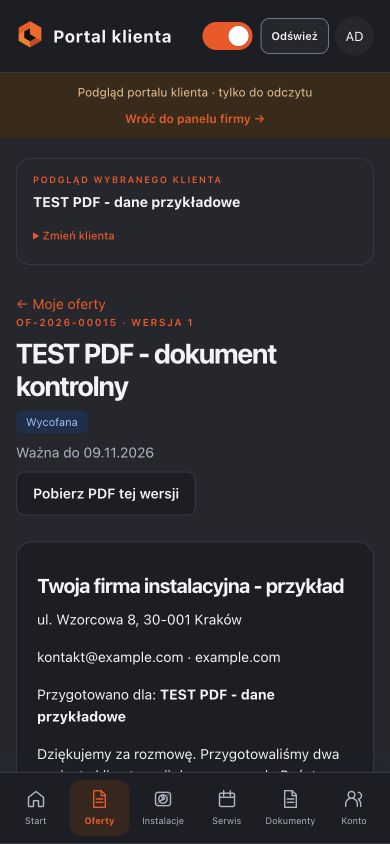 Portal klienta
Odśwież
AD
Podgląd portalu klienta · tylko do odczytu
Wróć do panelu firmy →
PODGLĄD WYBRANEGO KLIENTA
TEST PDF - dane przykładowe
▶ Zmień klienta
← Moje oferty
OF-2026-00015 · WERSJA 1
TEST PDF - dokument
kontrolny
Wycofana
Ważna do 09.11.2026
Pobierz PDF tej wersji
Twoja firma instalacyjna - przykład
ul. Wzorcowa 8, 30-001 Kraków
kontakt@example.com · example.com
Przygotowano dla: TEST PDF - dane
przykładowe
Dziękujemy za rozmowę. Przygotowaliśmy dwa
Start
Oferty
Instalacje
Serwis
Dokumenty
Konto